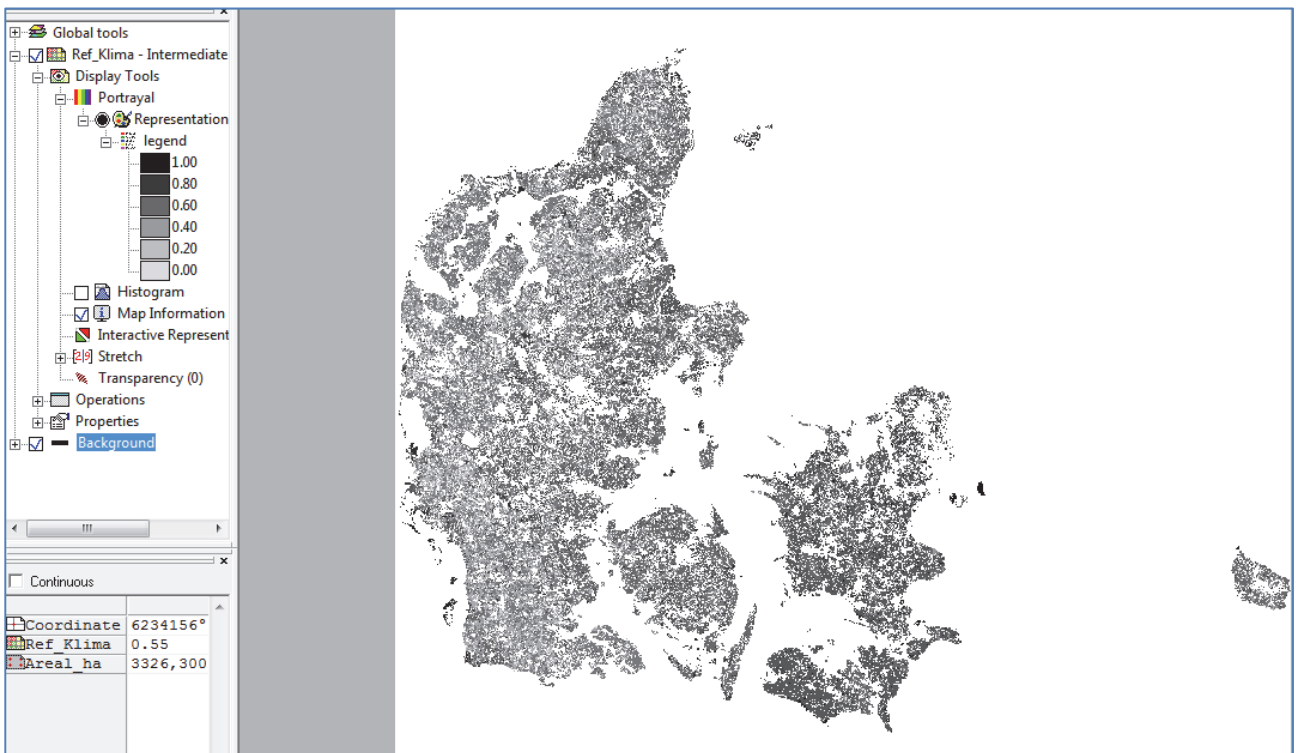 x
Global tools
Ref_Klima - Intermediate
Display Tools
Portrayal
Representation
legend
1.00
0.80
0.60
0.40
0.20
0.00
Histogram
Map Information
Interactive Represent
Stretch
Transparency (0)
Operations
Properties
Background
x
Continuous
Coordinate 6234156°
Ref_Klima 0.55
Areal_ha 3326,300